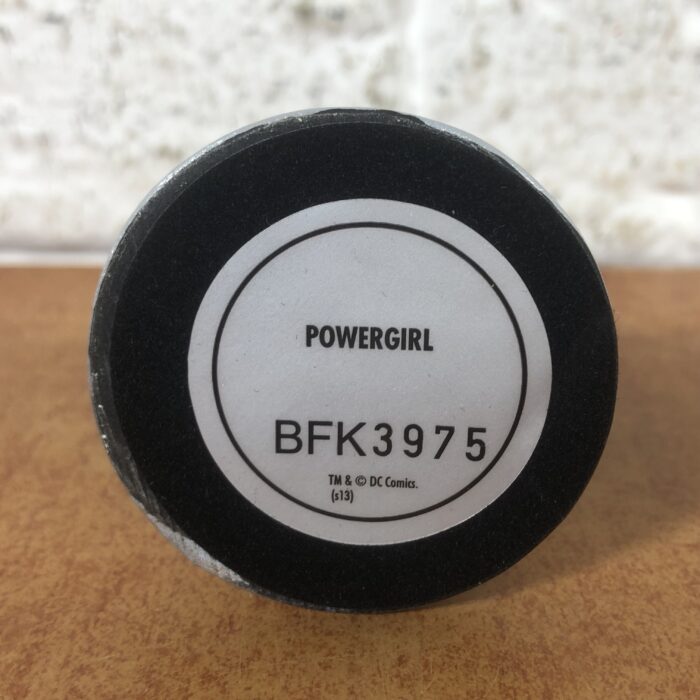 POWERGIRL
BFK3975
TM & © DC Comics.
(s13)